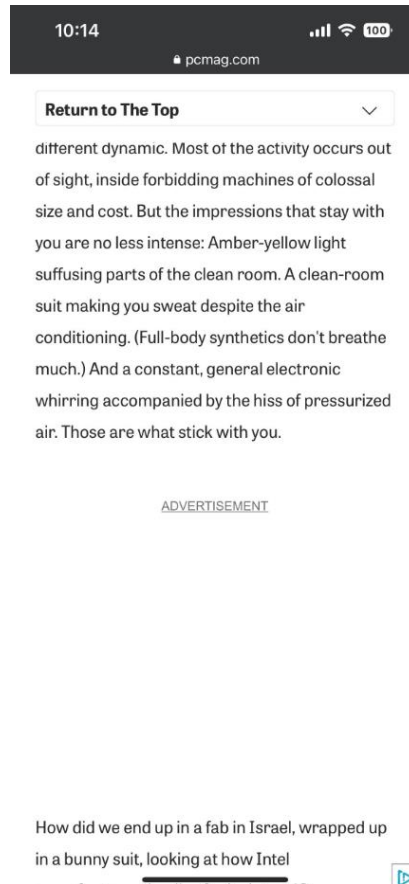 10:14
100
pcmag.com
Return to The Top
different dynamic. Most of the activity occurs out
of sight, inside forbidding machines of colossal
size and cost. But the impressions that stay with
you are no less intense: Amber-yellow light
suffusing parts of the clean room. A clean-room
suit making you sweat despite the air
conditioning. (Full-body synthetics don't breathe
much.) And a constant, general electronic
whirring accompanied by the hiss of pressurized
air. Those are what stick with you.
ADVERTISEMENT
How did we end up in a fab in Israel, wrapped up
in a bunny suit, looking at how Intel